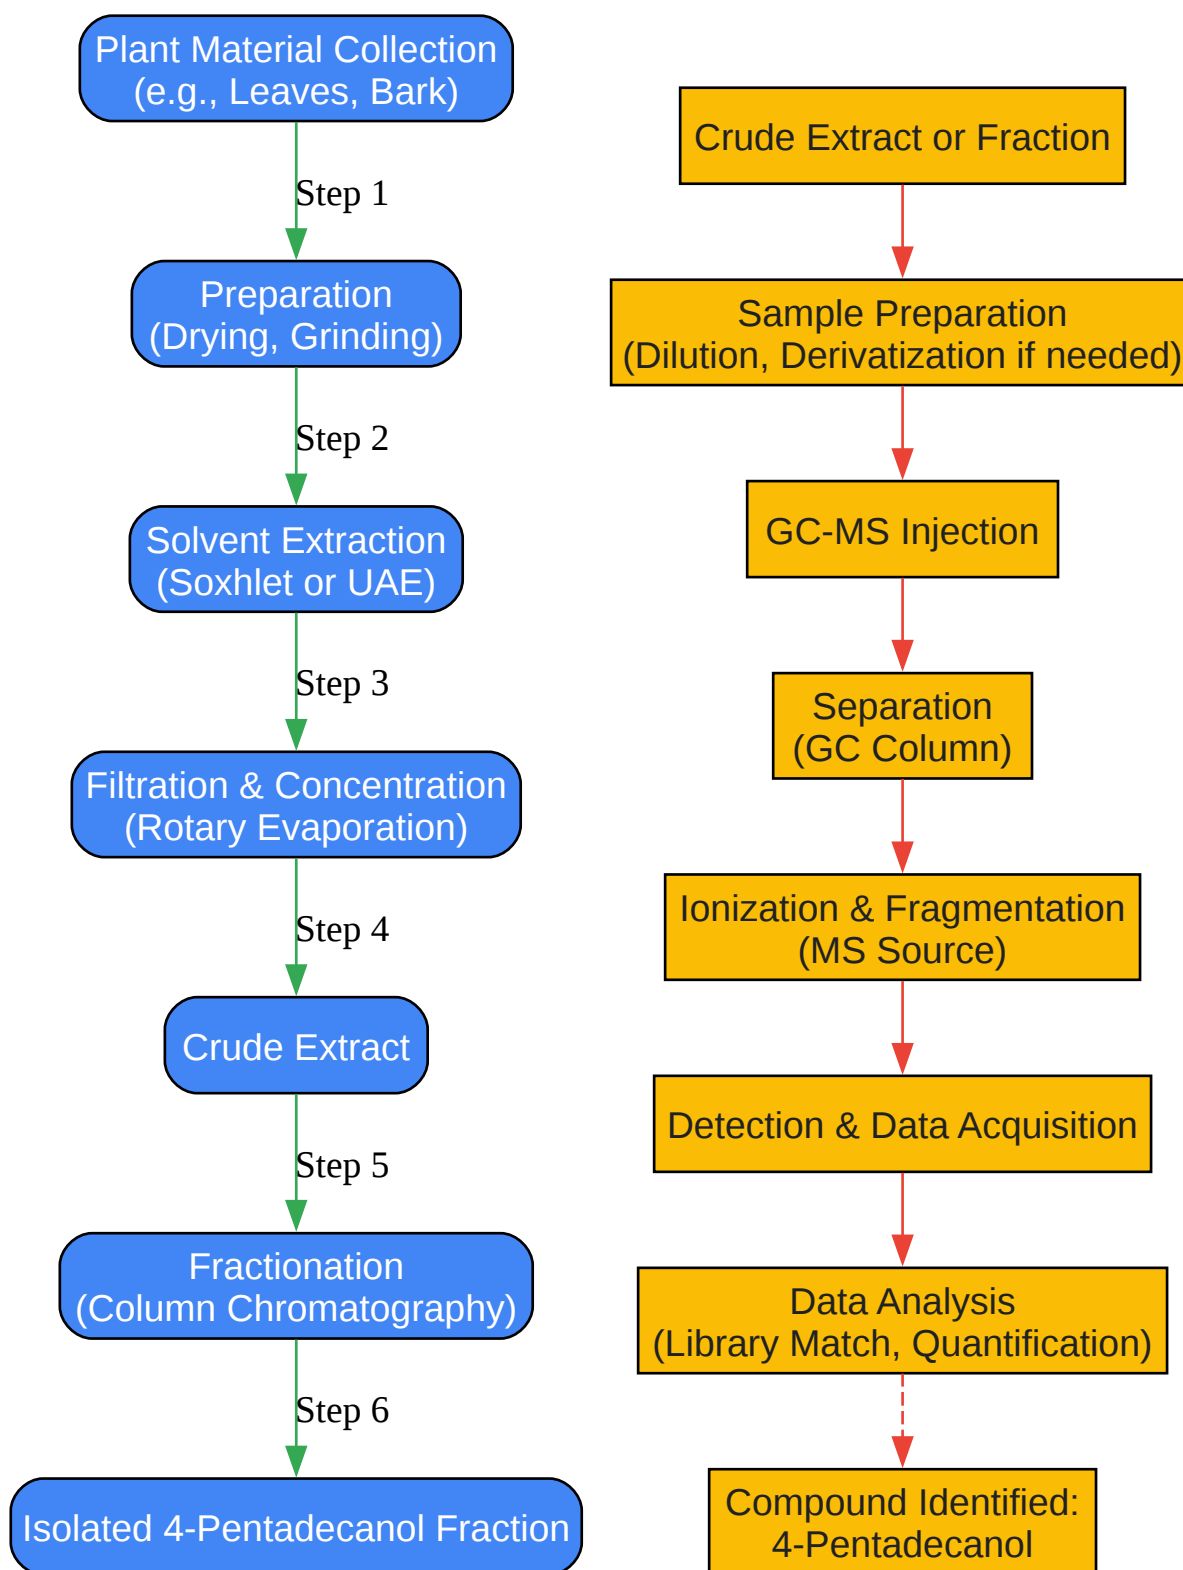 Plant Material Collection
(e.g., Leaves, Bark)
Step 1
Preparation
(Drying, Grinding)
Step 2
Solvent Extraction
(Soxhlet or UAE)
Step 3
Filtration & Concentration
(Rotary Evaporation)
Step 4
Crude Extract
Step 5
Fractionation
(Column Chromatography)
Step 6
Isolated 4-Pentadecanol Fraction
Crude Extract or Fraction
Sample Preparation
(Dilution, Derivatization if needed)
GC-MS Injection
Separation
(GC Column)
Ionization & Fragmentation
(MS Source)
Detection & Data Acquisition
Data Analysis
(Library Match, Quantification)
Compound Identified:
4-Pentadecanol